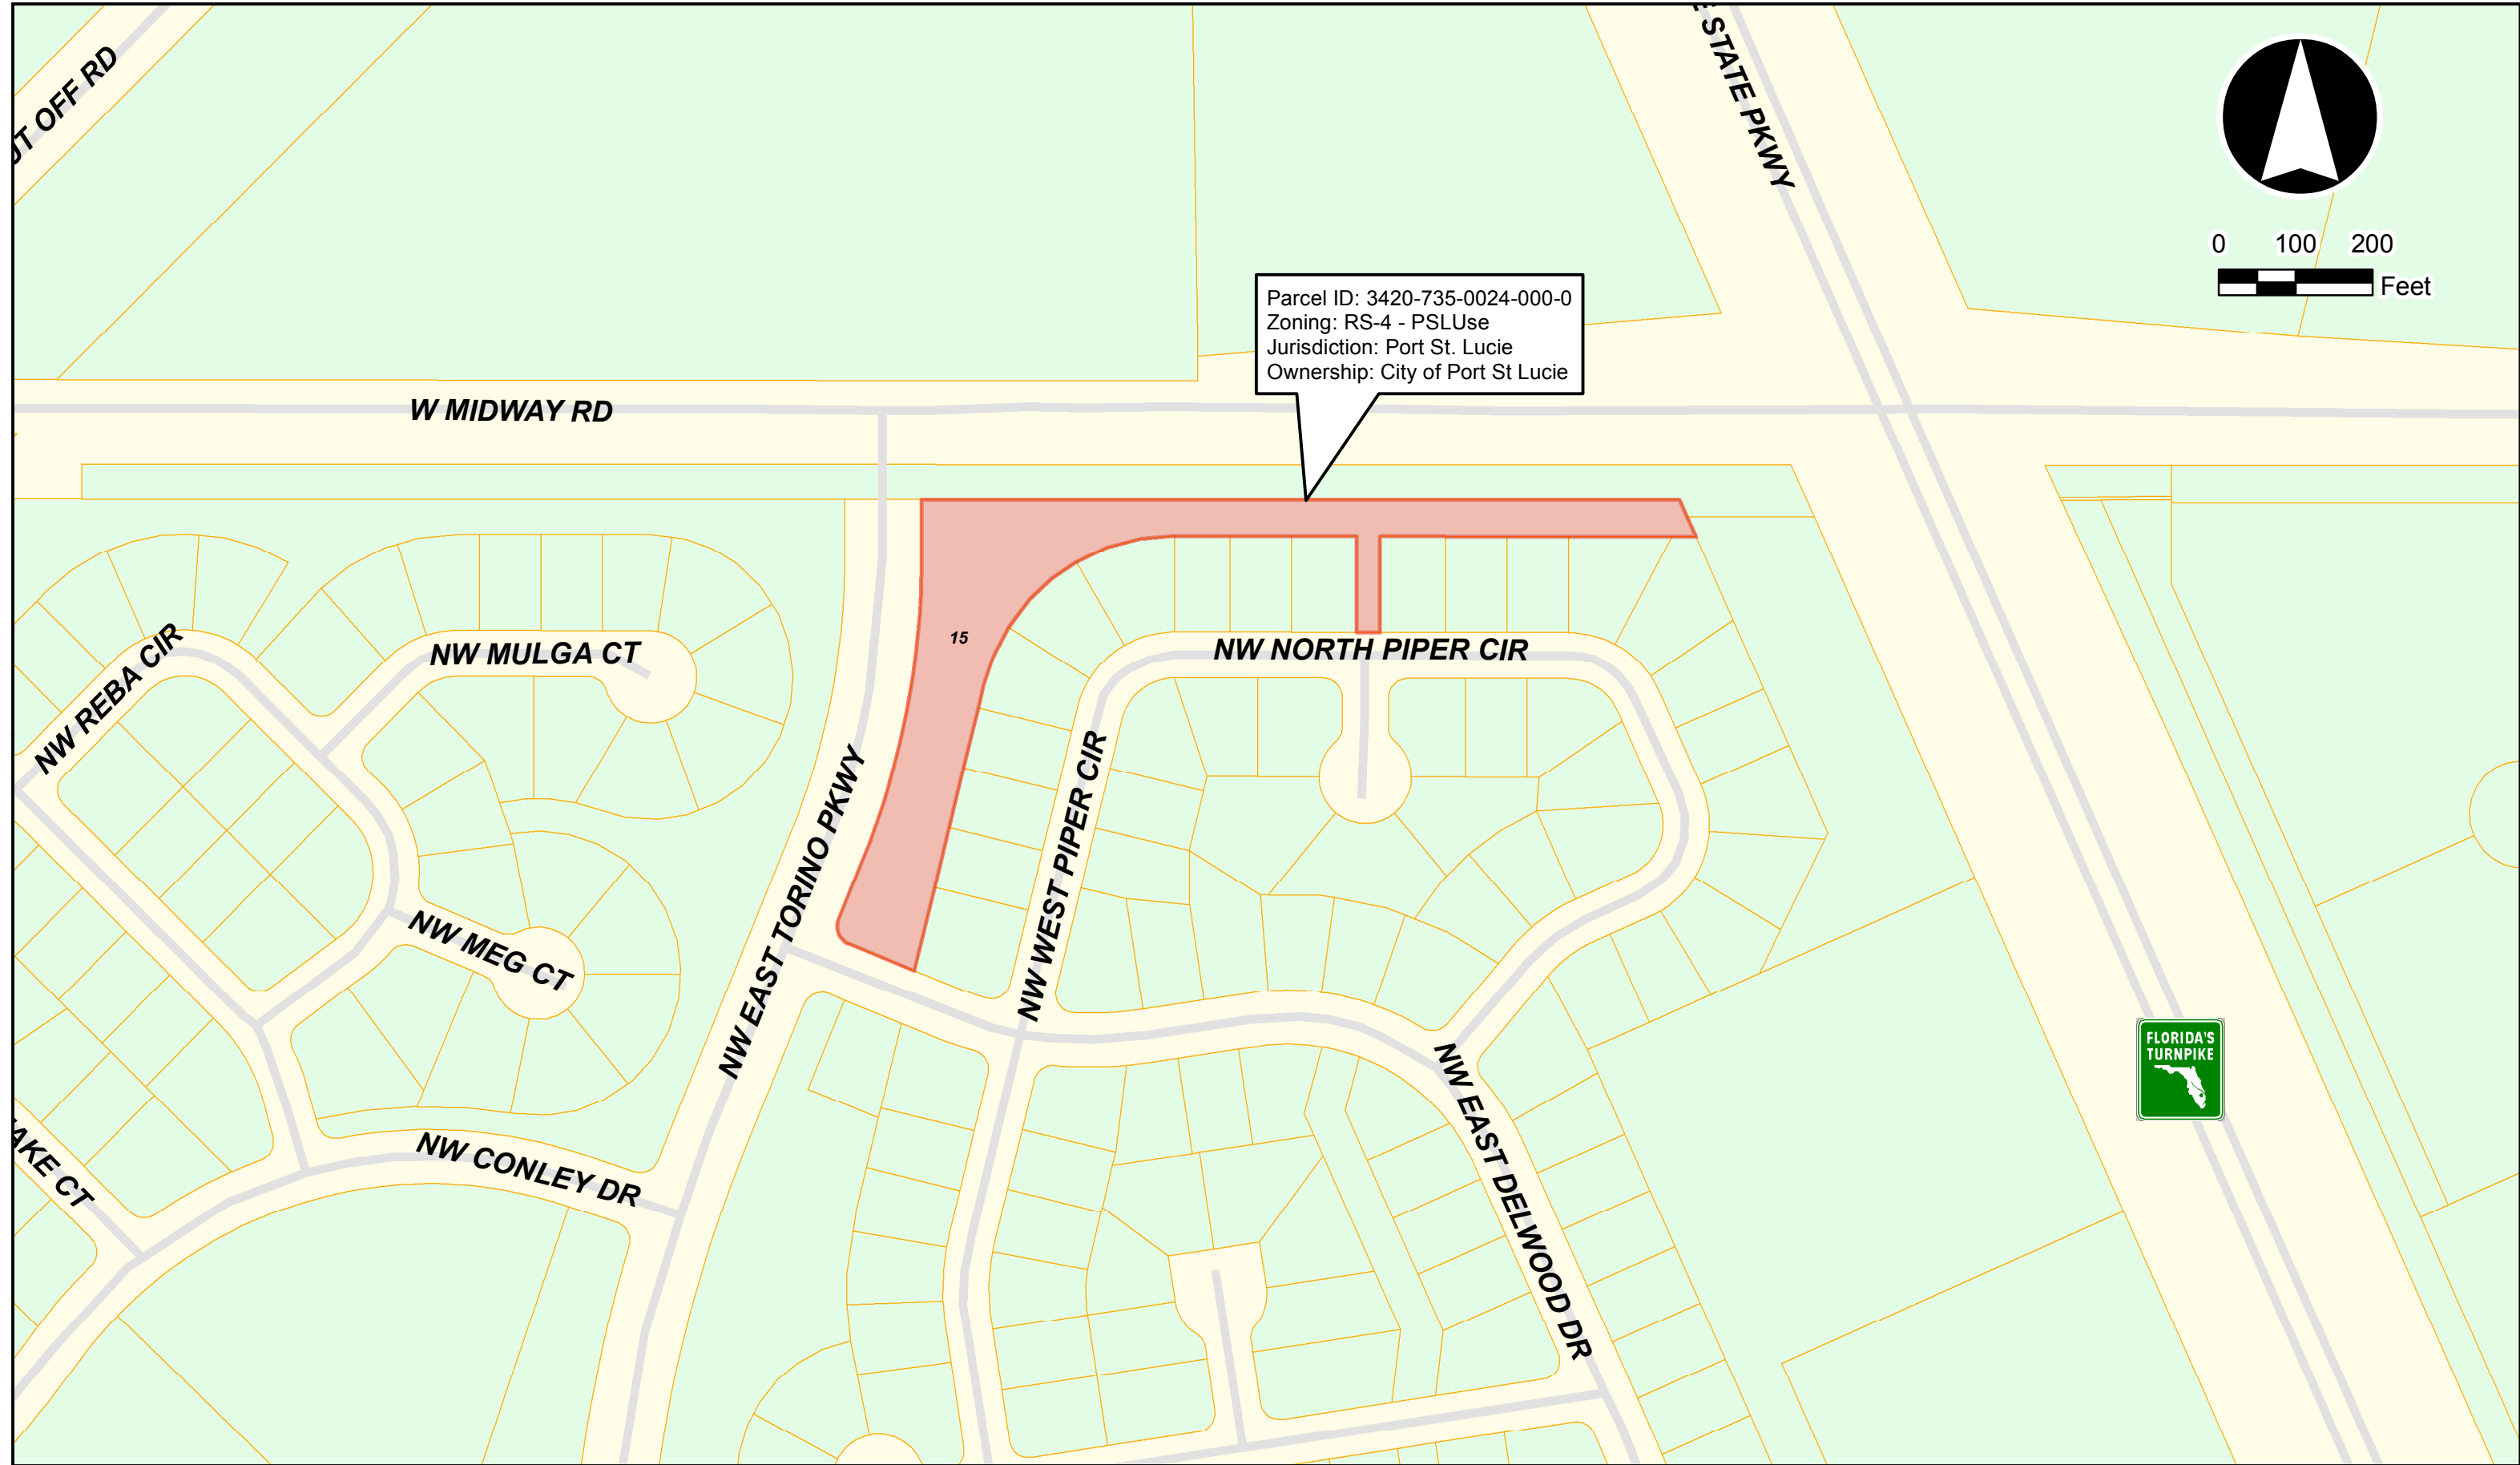 OFF RD
STATE PKWY
0 100 200
Feet
Parcel ID: 3420-735-0024-000-0
Zoning: RS-4 - PSLUse
Jurisdiction: Port St. Lucie
Ownership: City of Port St Lucie
W MIDWAY RD
15
NW REBA CIR
NW MULGA CT
NW NORTH PIPER CIR
NW EAST TORINO PKWY
NW WEST PIPER CIR
NW MEG CT
FLORIDA'S
TURNPIKE
NW EAST DELWOOD DR
NW CONLEY DR
CT